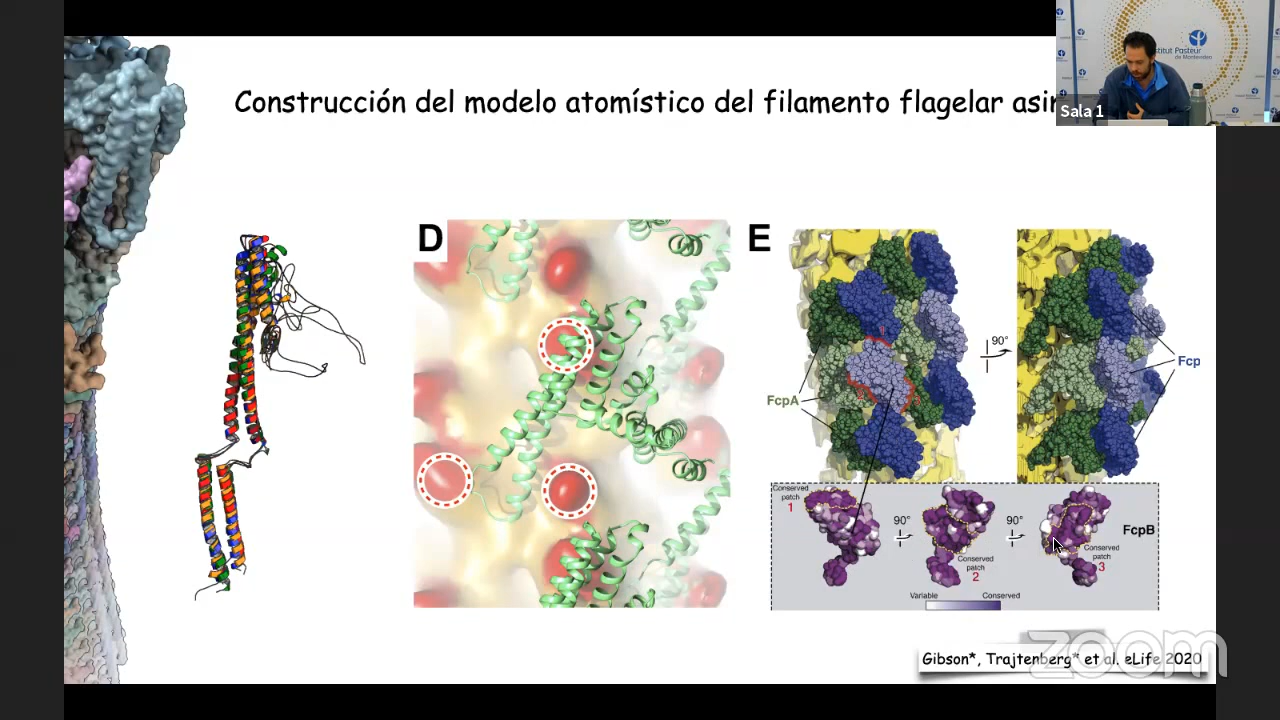 Construcción del modelo atomístico del filamento flagelar
Institut Pasteur
de Montevideo
Sala 1
D
E
90°
FcpA
Fcp
Conserved
patch
1
90°
90°
FcpB
Conserved
patch
2
Conserved
patch
3
Variable
Conserved
Gibson*, Trajtenberg* et al. eLife 2020
zoom